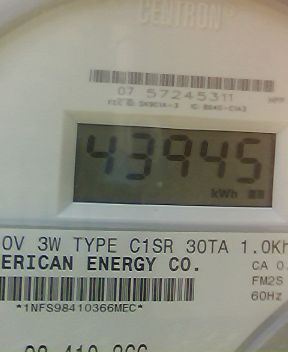 CENTRON
07 57245311
43945
kWh
0V 3W TYPE C1SR 30TA 1.0Kh
ERICAN ENERGY CO.
CA 0.
FM2S
60Hz
*1NFS98410366MEC*